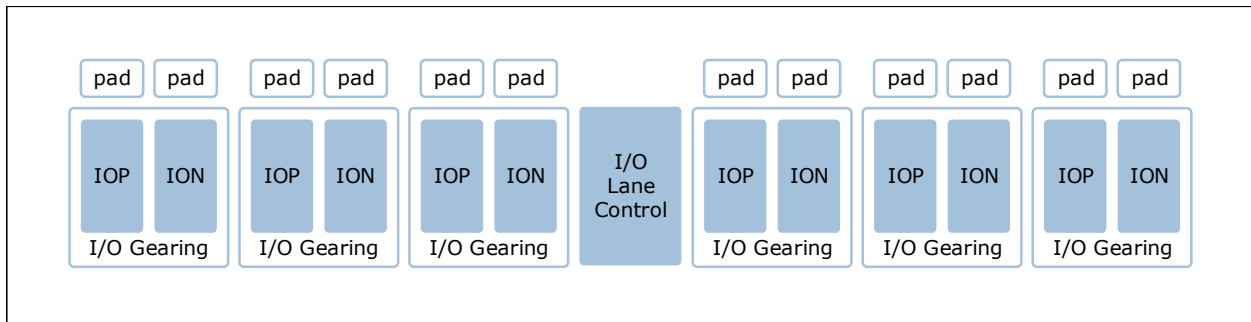 pad pad pad pad pad pad pad pad pad pad pad pad
IOP ION IOP ION IOP ION I/O Lane Control IOP ION IOP ION IOP ION
I/O Gearing I/O Gearing I/O Gearing I/O Gearing I/O Gearing I/O Gearing